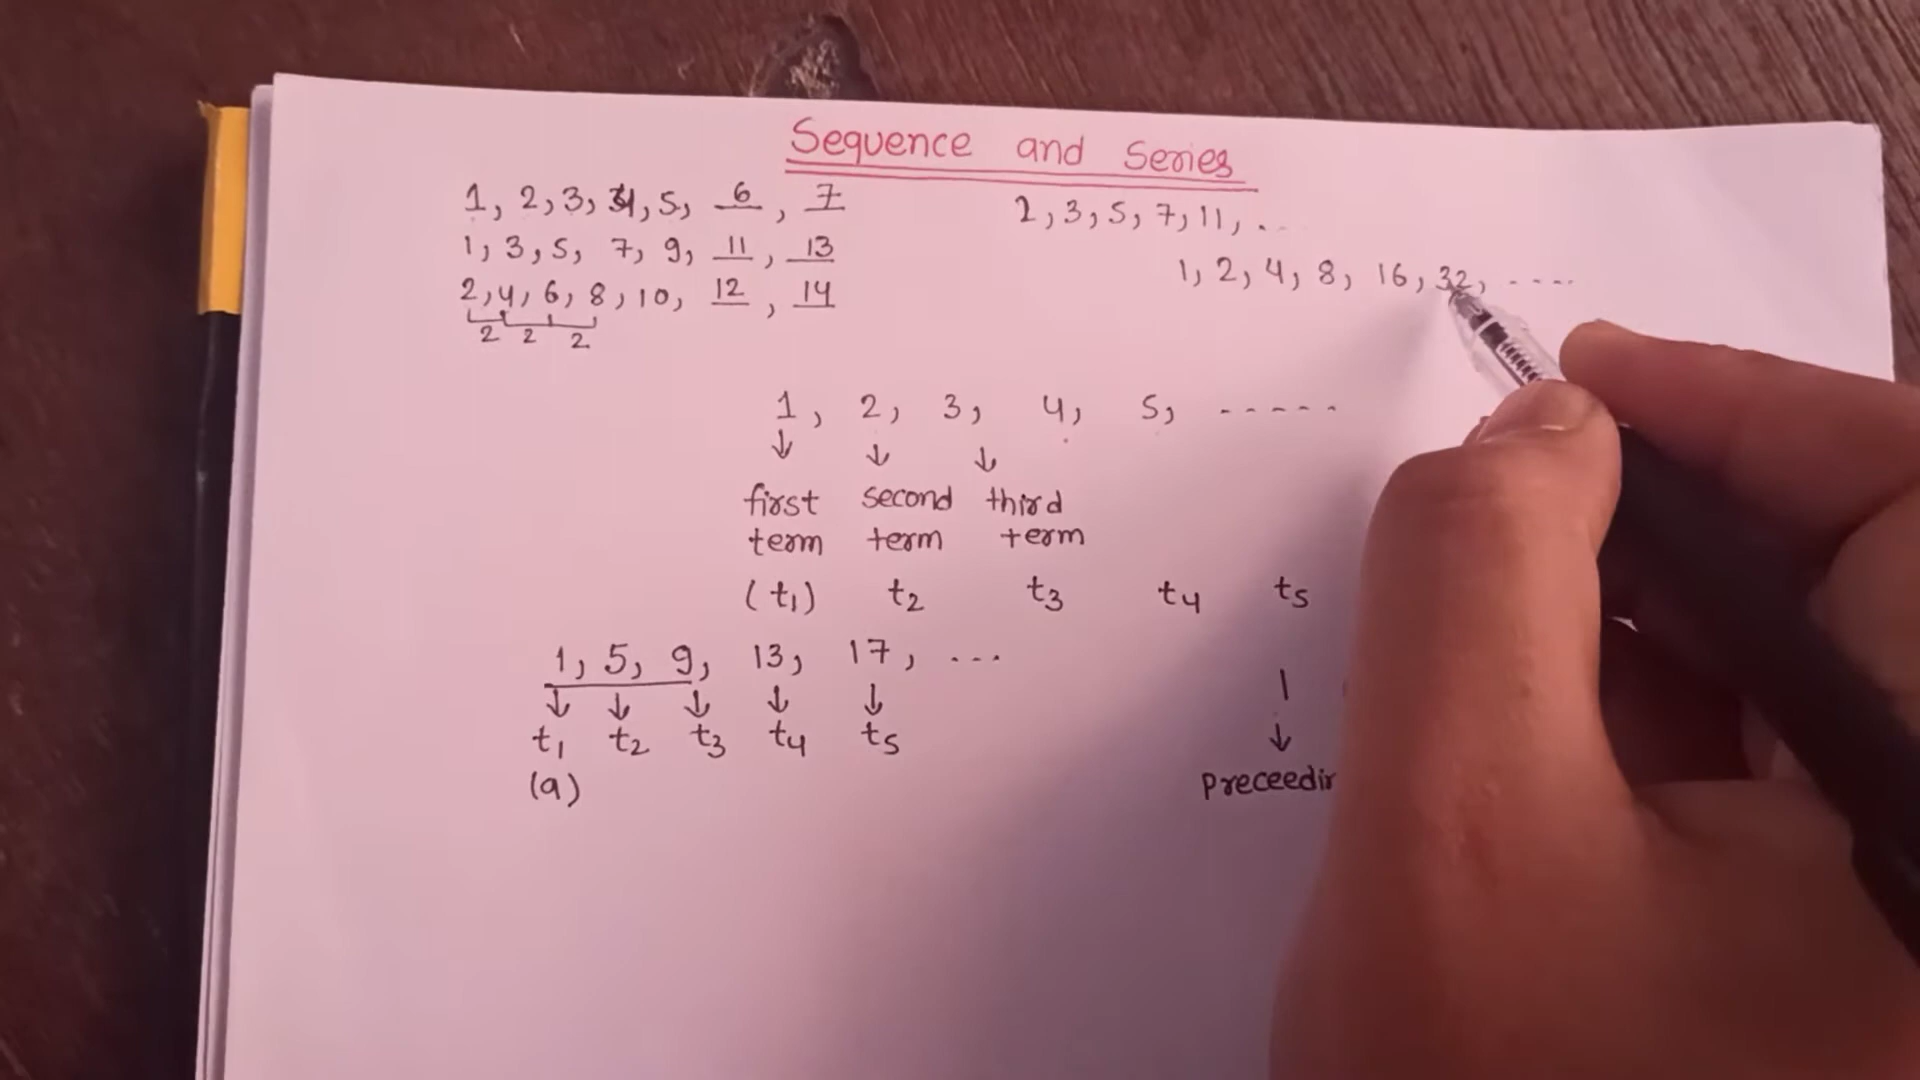 Sequence and Series
1, 2, 3, 4, 5, 6, 7
2, 3, 5, 7, 11, ..
1, 3, 5, 7, 9, 11, 13
1, 2, 4, 8, 16, 32, ....
2, 4, 6, 8, 10, 12, 14
2 2 2
1, 2, 3, 4, 5, -----
↓ ↓ ↓
first second third
term term term
(t1) t2 t3 t4 t5
1, 5, 9, 13, 17, ...
1
↓ ↓ ↓ ↓ ↓
t1 t2 t3 t4 t5
↓
(a)